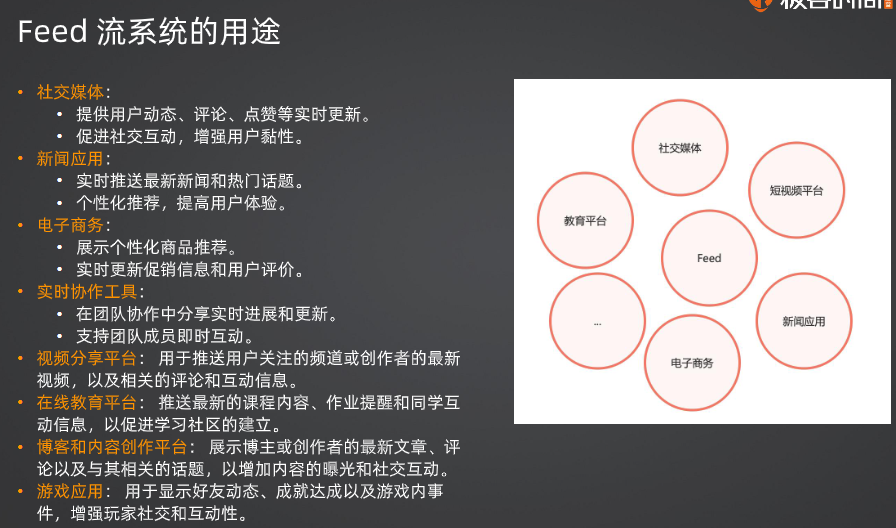 Feed 流系统的用途
极客时间
• 社交媒体：
• 提供用户动态、评论、点赞等实时更新。
• 促进社交互动，增强用户黏性。
• 新闻应用：
• 实时推送最新新闻和热门话题。
• 个性化推荐，提高用户体验。
• 电子商务：
• 展示个性化商品推荐。
• 实时更新促销信息和用户评价。
• 实时协作工具：
• 在团队协作中分享实时进展和更新。
• 支持团队成员即时互动。
• 视频分享平台： 用于推送用户关注的频道或创作者的最新
视频，以及相关的评论和互动信息。
• 在线教育平台： 推送最新的课程内容、作业提醒和同学互
动信息，以促进学习社区的建立。
• 博客和内容创作平台： 展示博主或创作者的最新文章、评
论以及与其相关的话题，以增加内容的曝光和社交互动。
• 游戏应用： 用于显示好友动态、成就达成以及游戏内事
件，增强玩家社交和互动性。
社交媒体
短视频平台
教育平台
Feed
...
新闻应用
电子商务